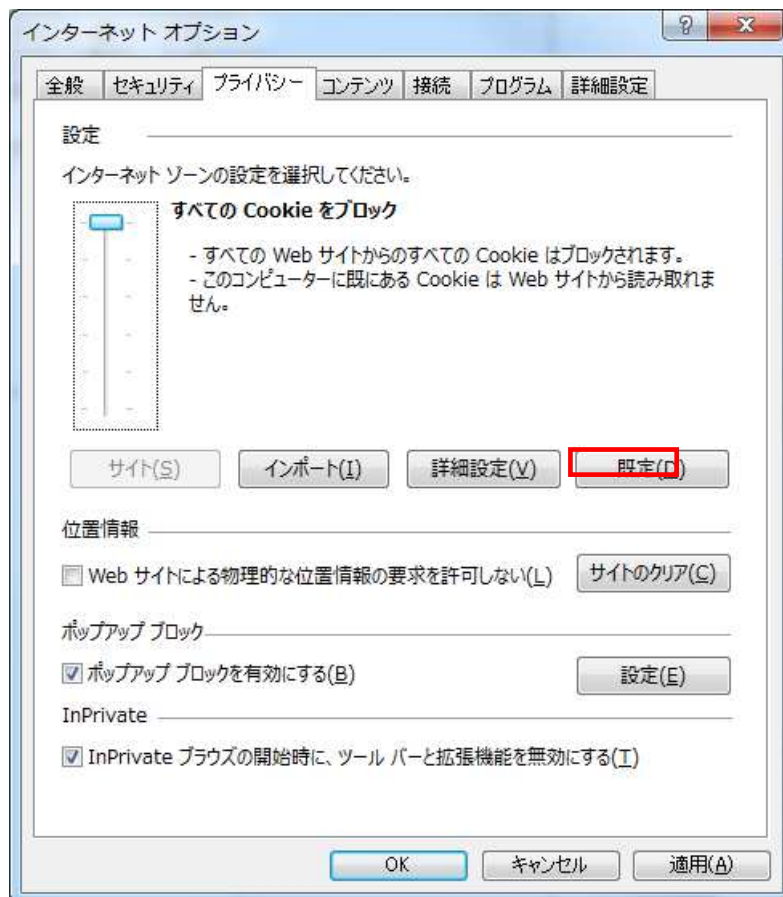 インターネット オプション
全般 セキュリティ プライバシー コンテンツ 接続 プログラム 詳細設定
設定
インターネット ゾーンの設定を選択してください。
すべての Cookie をブロック
- すべての Web サイトからのすべての Cookie はブロックされます。
- このコンピューターに既にある Cookie は Web サイトから読み取れま
せん。
サイト(S) インポート(I) 詳細設定(V) 既定(D)
位置情報
Web サイトによる物理的な位置情報の要求を許可しない(L) サイトのクリア(C)
ポップアップ ブロック
ポップアップ ブロックを有効にする(B) 設定(E)
InPrivate
InPrivate ブラウズの開始時に、ツール バーと拡張機能を無効にする(T)
OK キャンセル 適用(A)